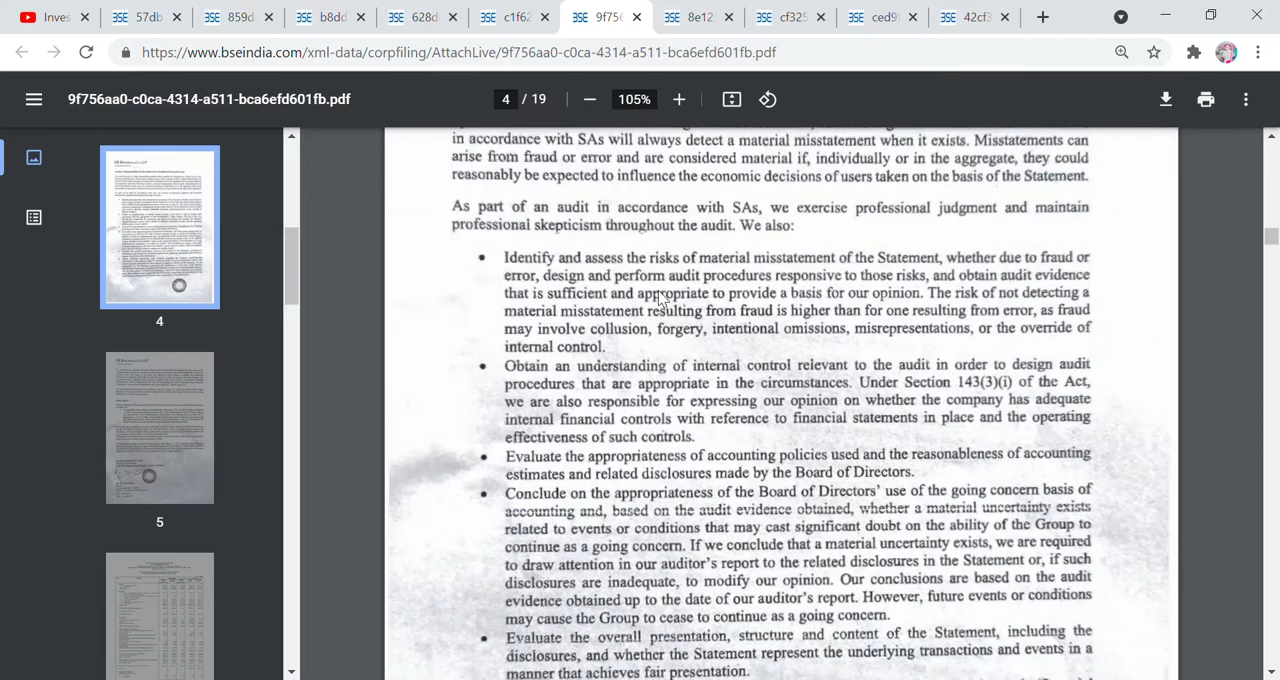 Inves
57db
859d
b8dd
628d
c1f62
9f756
8e12
cf325
ced9
42cf3
https://www.bseindia.com/xml-data/corpfiling/AttachLive/9f756aa0-c0ca-4314-a511-bca6efd601fb.pdf
9f756aa0-c0ca-4314-a511-bca6efd601fb.pdf
4 / 19
105%
4
5
in accordance with SAs will always detect a material misstatement when it exists. Misstatements can
arise from fraud or error and are considered material if, individually or in the aggregate, they could
reasonably be expected to influence the economic decisions of users taken on the basis of the Statement.
As part of an audit in accordance with SAs, we exercise professional judgment and maintain
professional skepticism throughout the audit. We also:
• Identify and assess the risks of material misstatement of the Statement, whether due to fraud or
error, design and perform audit procedures responsive to those risks, and obtain audit evidence
that is sufficient and appropriate to provide a basis for our opinion. The risk of not detecting a
material misstatement resulting from fraud is higher than for one resulting from error, as fraud
may involve collusion, forgery, intentional omissions, misrepresentations, or the override of
internal control.
• Obtain an understanding of internal control relevant to the audit in order to design audit
procedures that are appropriate in the circumstances. Under Section 143(3)(i) of the Act,
we are also responsible for expressing our opinion on whether the company has adequate
internal financial controls with reference to financial statements in place and the operating
effectiveness of such controls.
• Evaluate the appropriateness of accounting policies used and the reasonableness of accounting
estimates and related disclosures made by the Board of Directors.
• Conclude on the appropriateness of the Board of Directors' use of the going concern basis of
accounting and, based on the audit evidence obtained, whether a material uncertainty exists
related to events or conditions that may cast significant doubt on the ability of the Group to
continue as a going concern. If we conclude that a material uncertainty exists, we are required
to draw attention in our auditor's report to the related disclosures in the Statement or, if such
disclosures are inadequate, to modify our opinion. Our conclusions are based on the audit
evidence obtained up to the date of our auditor's report. However, future events or conditions
may cause the Group to cease to continue as a going concern.
• Evaluate the overall presentation, structure and content of the Statement, including the
disclosures, and whether the Statement represent the underlying transactions and events in a
manner that achieves fair presentation.